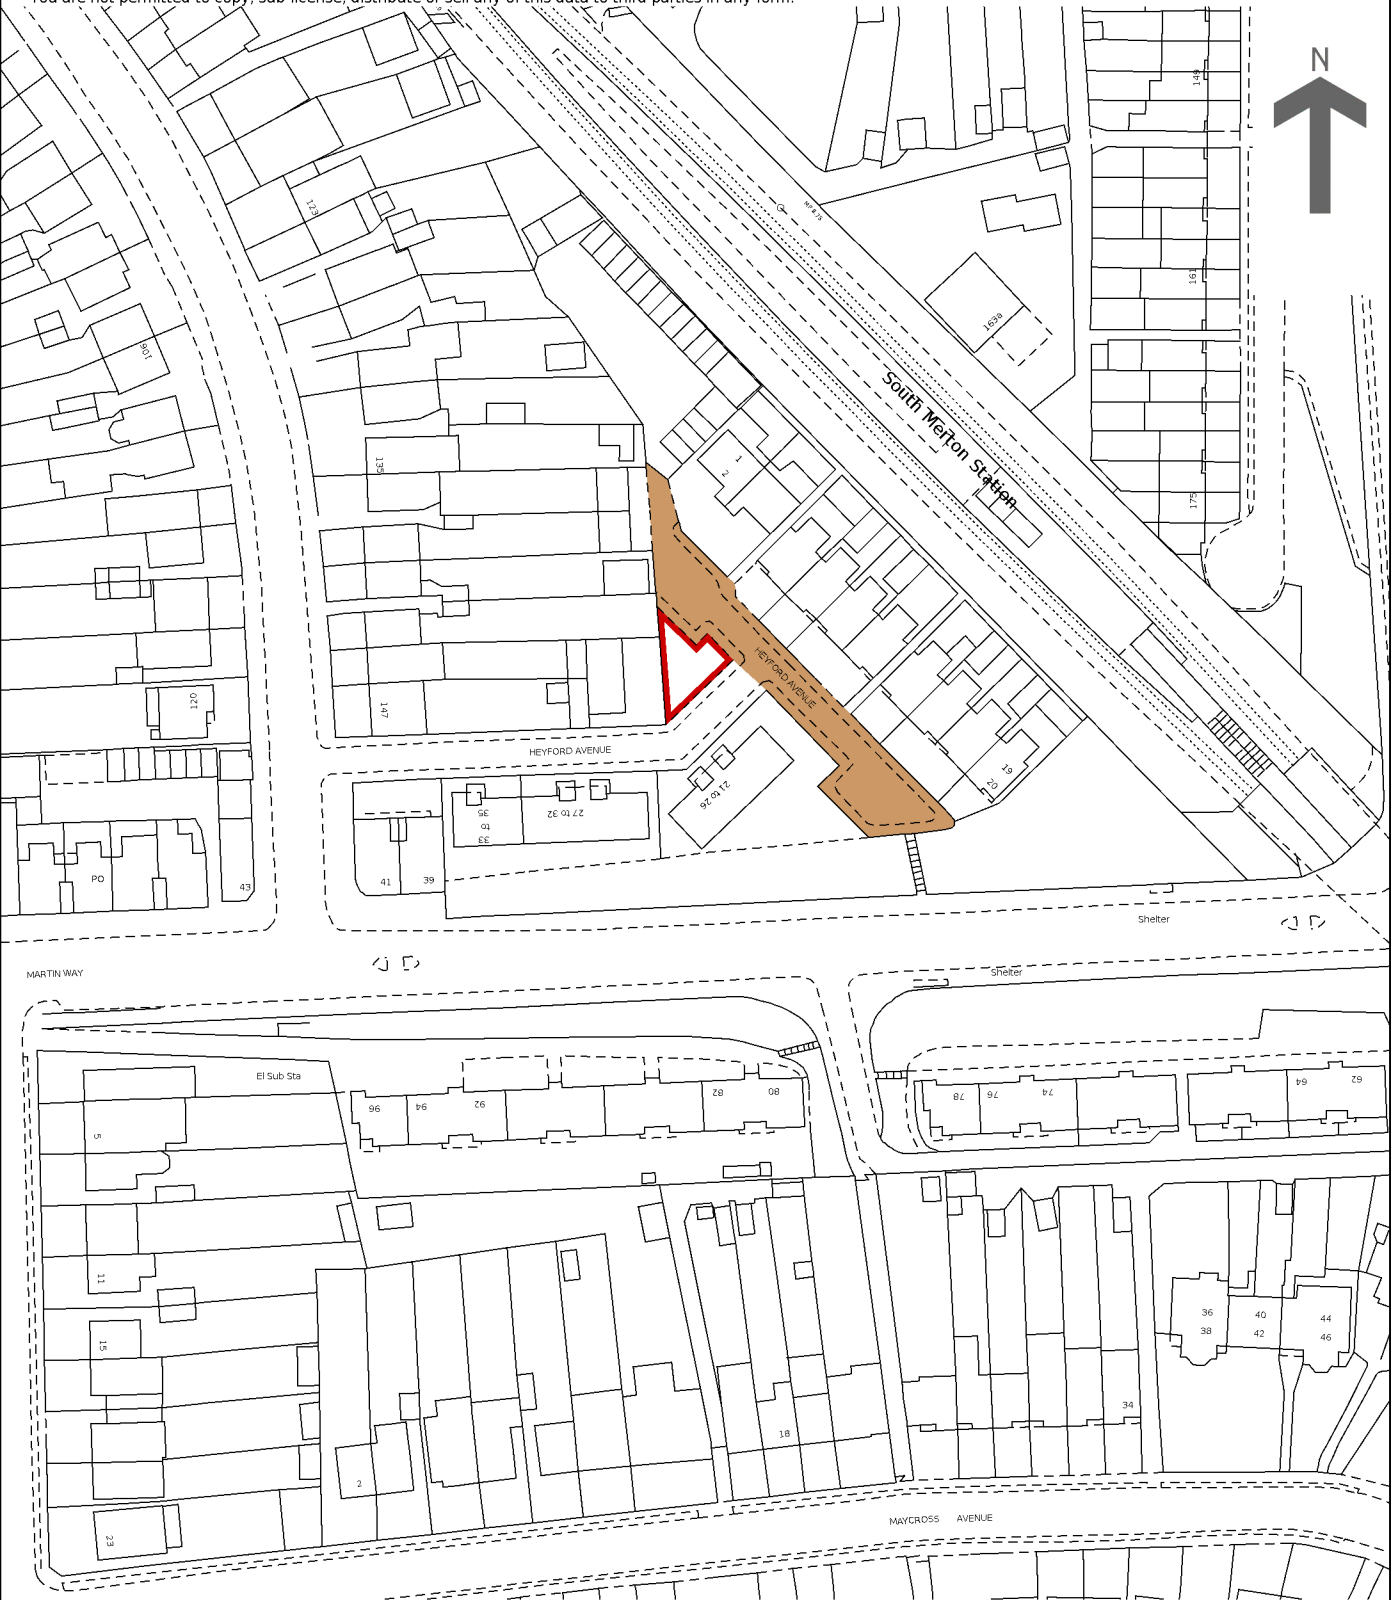 You are not permitted to copy, sub-license, distribute or sell any of this data to third parties in any form.
N
149
123
MP 8.75
161
163a
106
South Merton Station
1
2
135
175
HEYFORD AVENUE
120
147
HEYFORD AVENUE
19
20
21 to 26
27 to 32
35
to
33
PO
43
41
39
Shelter
MARTIN WAY
Shelter
El Sub Sta
96
94
92
82
80
78
76
74
64
62
5
11
36
38
40
42
44
46
15
34
18
2
23
MAYCROSS AVENUE